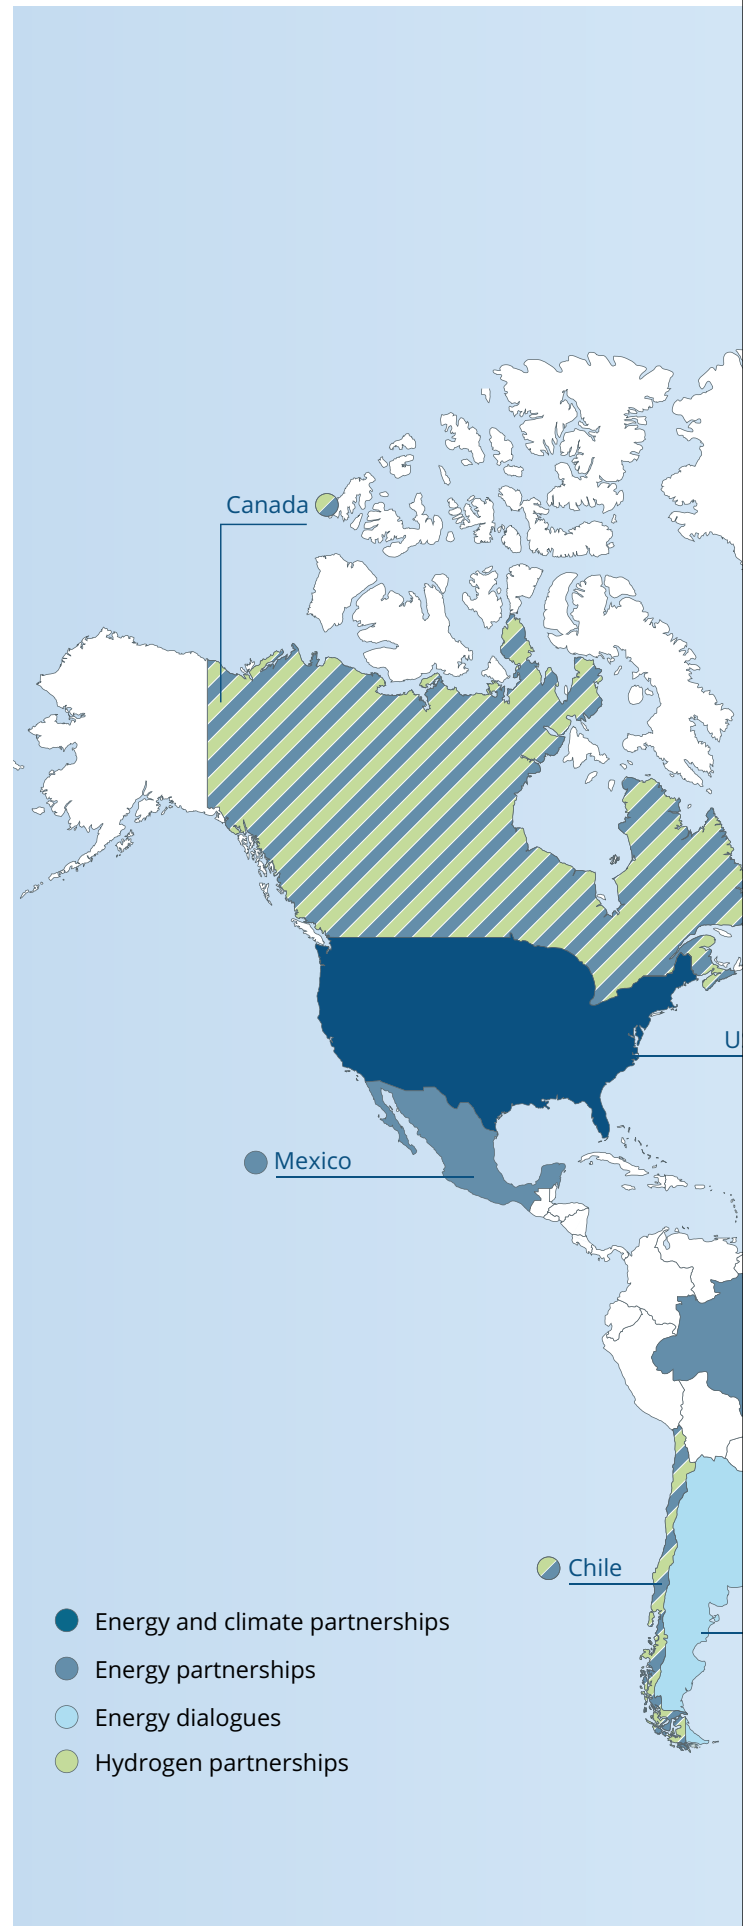 Canada
U
Mexico
Chile
Energy and climate partnerships
Energy partnerships
Energy dialogues
Hydrogen partnerships